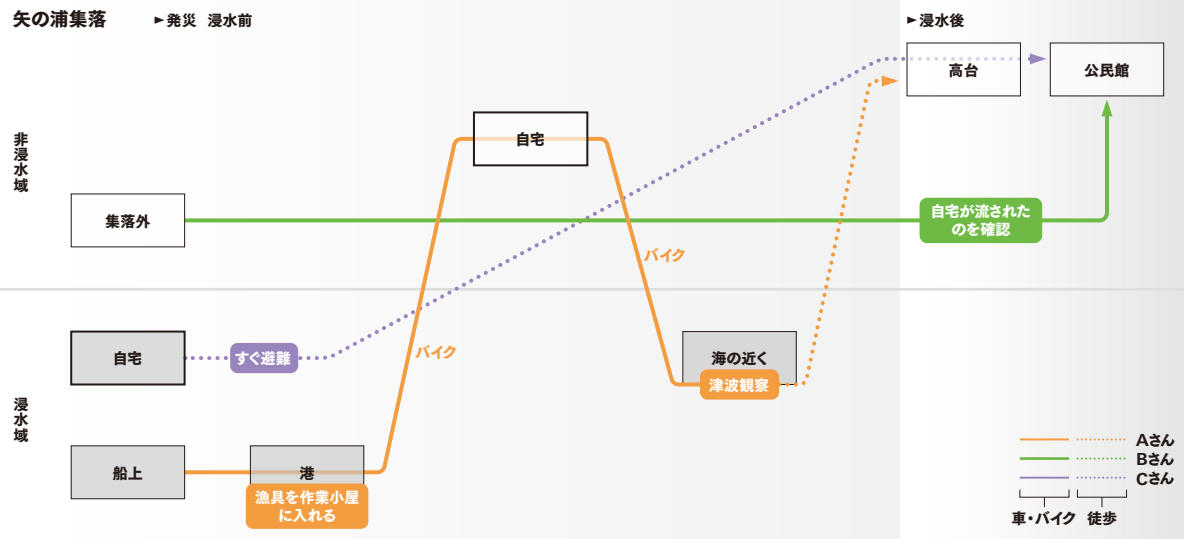 矢の浦集落
►発災 浸水前
►浸水後
高台
公民館
非浸水域
自宅
集落外
自宅が流された
のを確認
バイク
自宅
すぐ避難
バイク
海の近く
津波観察
浸水域
船上
港
漁具を作業小屋
に入れる
Aさん
Bさん
Cさん
車・バイク
徒歩